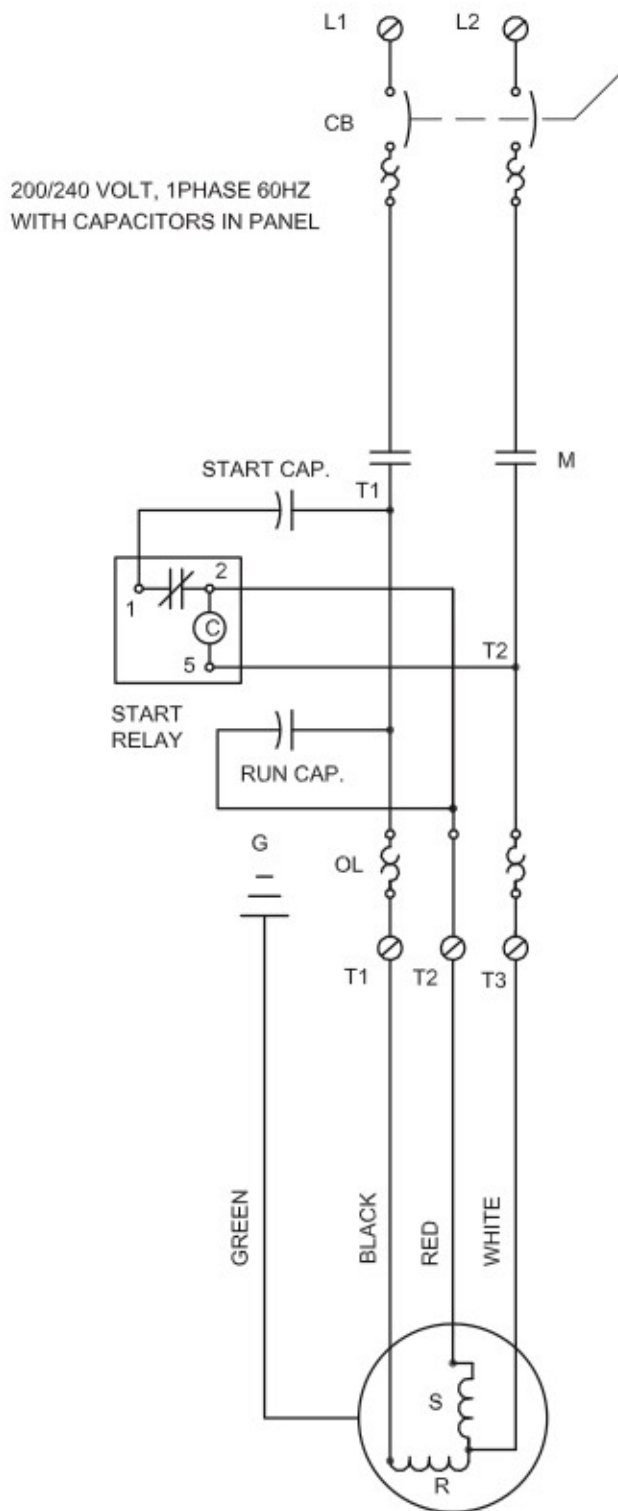 L1
L2
CB
200/240 VOLT, 1PHASE 60HZ
WITH CAPACITORS IN PANEL
M
START CAP.
T1
2
1
C
5
T2
START
RELAY
RUN CAP.
G
OL
T1
T2
T3
GREEN
BLACK
RED
WHITE
S
R